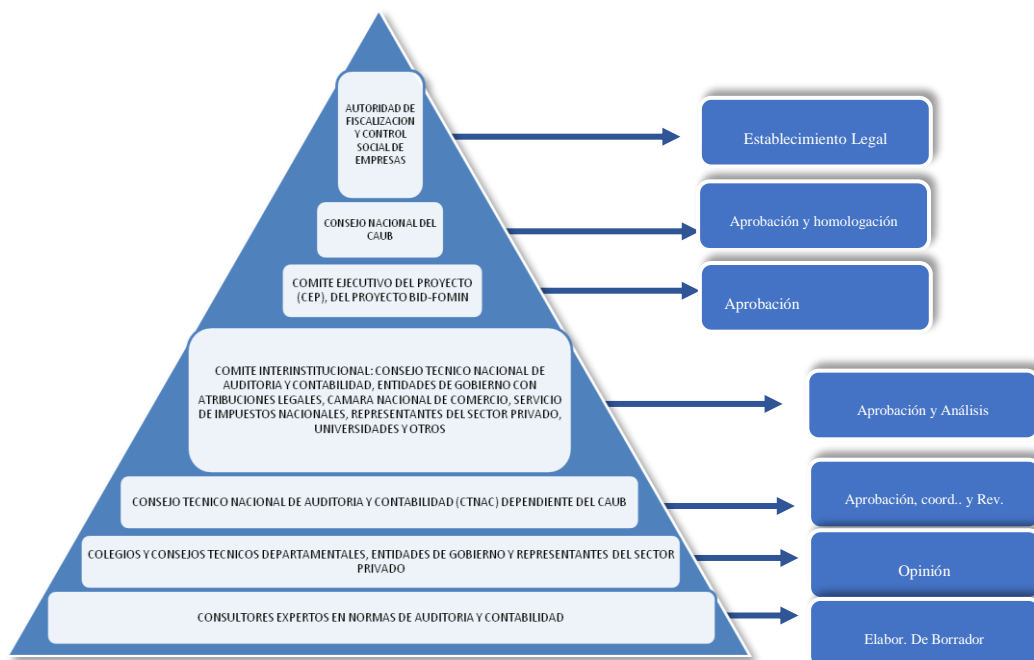 AUTORIDAD DE
FISCALIZACION
Y CONTROL
SOCIAL DE
EMPRESAS
Establecimiento Legal
CONSEJO NACIONAL DEL
CAUB
Aprobación y homologación
COMITE EJECUTIVO DEL PROYECTO
(CEP), DEL PROYECTO BID-FOMIN
Aprobación
COMITE INTERINSTITUCIONAL: CONSEJO TECNICO NACIONAL DE
AUDITORIA Y CONTABILIDAD, ENTIDADES DE GOBIERNO CON
ATRIBUCIONES LEGALES, CAMARA NACIONAL DE COMERCIO, SERVICIO
DE IMPUESTOS NACIONALES, REPRESENTANTES DEL SECTOR PRIVADO,
UNIVERSIDADES Y OTROS
Aprobación y Análisis
CONSEJO TECNICO NACIONAL DE AUDITORIA Y CONTABILIDAD (CTNAC) DEPENDIENTE DEL CAUB
Aprobación, coord.. y Rev.
COLEGIOS Y CONSEJOS TECNICOS DEPARTAMENTALES, ENTIDADES DE GOBIERNO Y REPRESENTANTES DEL SECTOR
PRIVADO
Opinión
CONSULTORES EXPERTOS EN NORMAS DE AUDITORIA Y CONTABILIDAD
Elabor. De Borrador